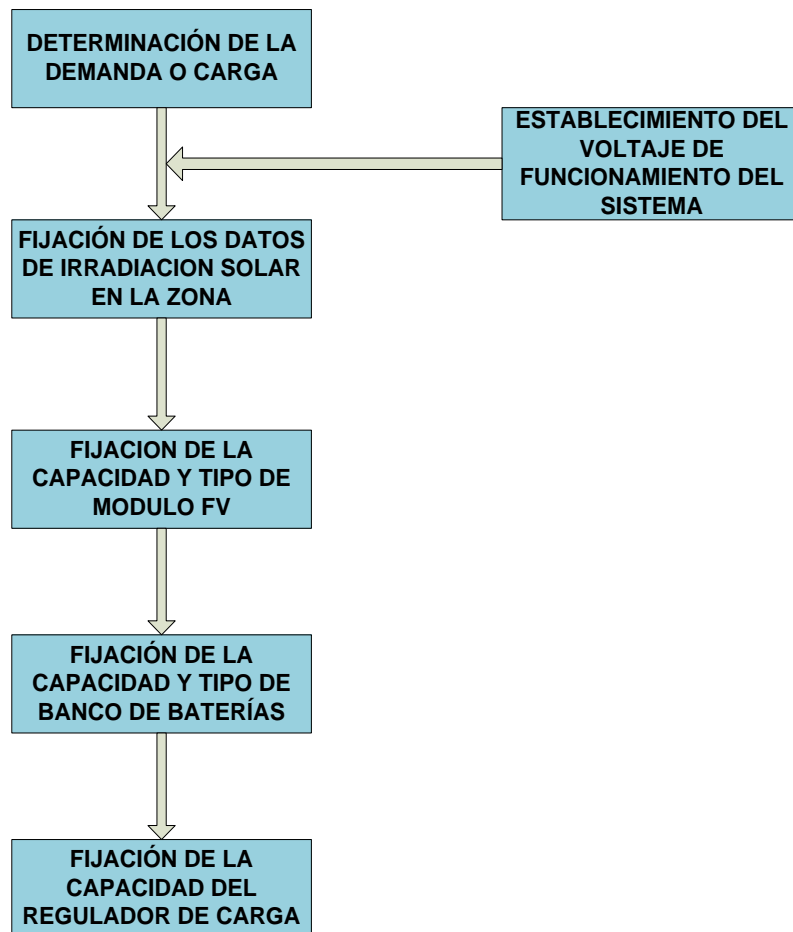 DETERMINACIÓN DE LA
DEMANDA O CARGA
ESTABLECIMIENTO DEL
VOLTAJE DE
FUNCIONAMIENTO DEL
SISTEMA
FIJACIÓN DE LOS DATOS
DE IRRADIACION SOLAR
EN LA ZONA
FIJACION DE LA
CAPACIDAD Y TIPO DE
MODULO FV
FIJACIÓN DE LA
CAPACIDAD Y TIPO DE
BANCO DE BATERÍAS
FIJACIÓN DE LA
CAPACIDAD DEL
REGULADOR DE CARGA